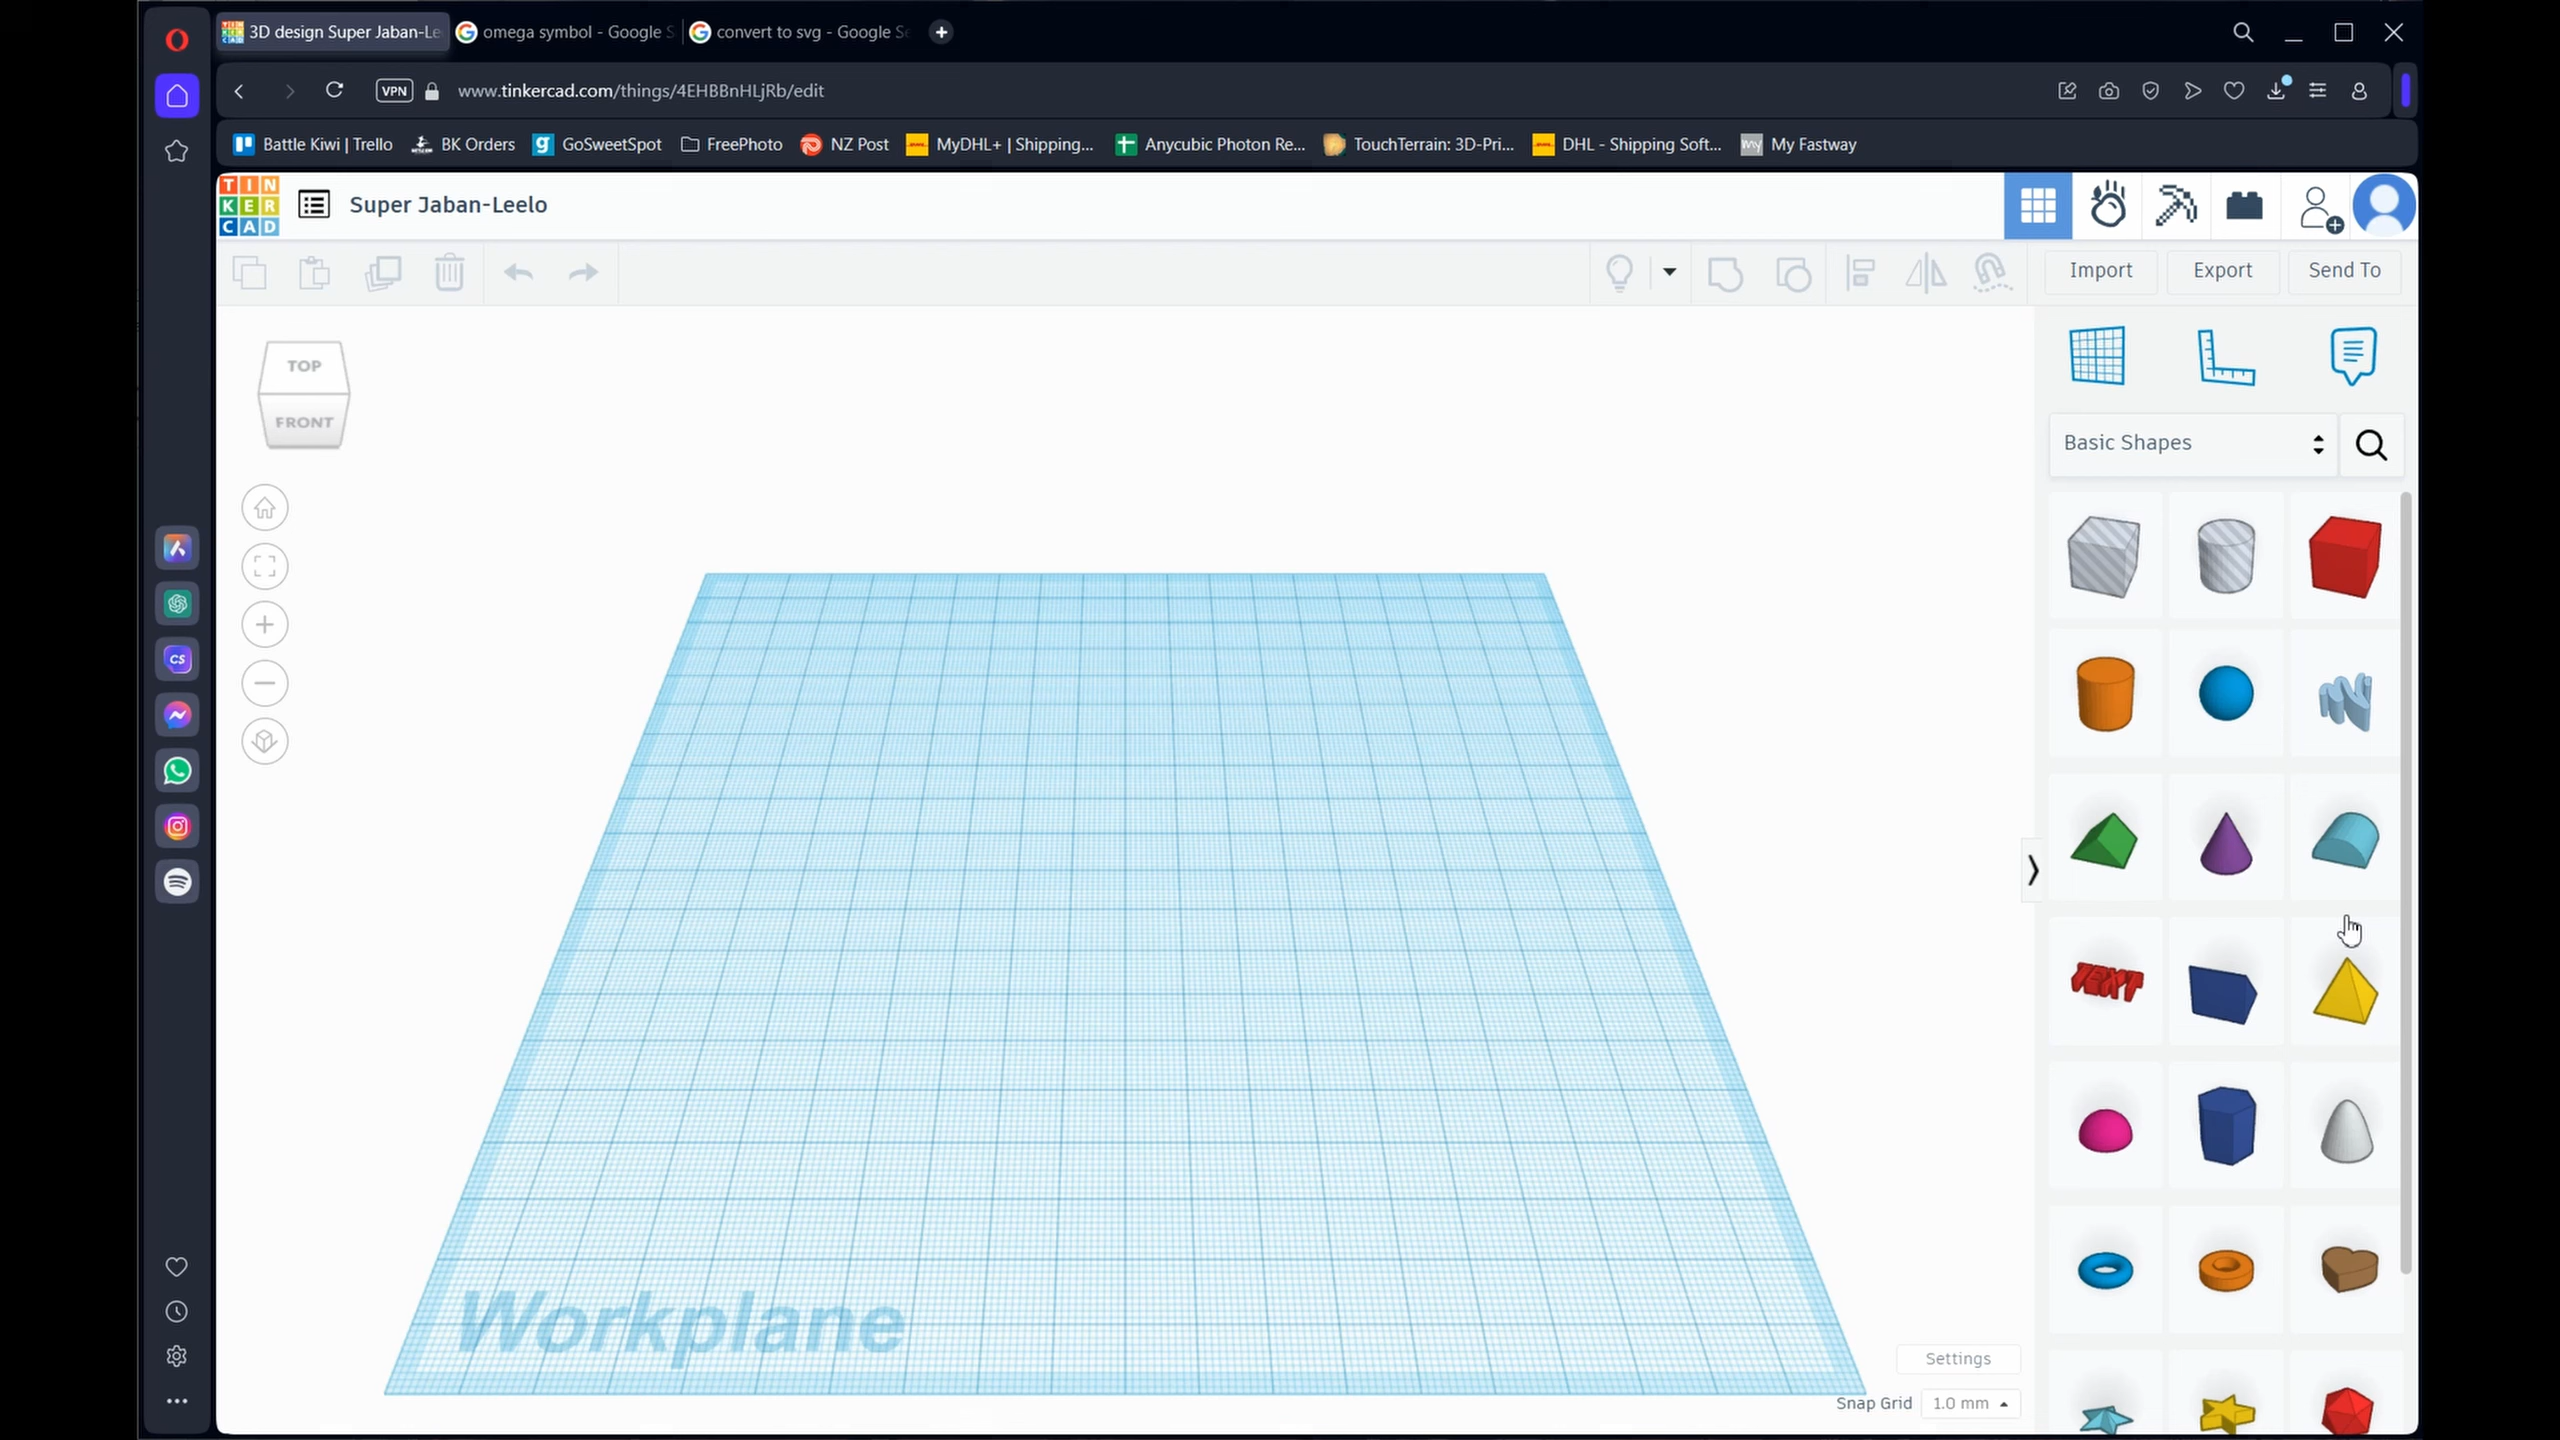 3D design Super Jaban-Le
omega symbol - Google S
convert to svg - Google Se
VPN
www.tinkercad.com/things/4EHBBnHLjRb/edit
Battle Kiwi | Trello
BK Orders
GoSweetSpot
FreePhoto
NZ Post
MyDHL+ | Shipping...
Anycubic Photon Re...
TouchTerrain: 3D-Pri...
DHL - Shipping Soft...
My Fastway
TIN
KER
CAD
Super Jaban-Leelo
Import
Export
Send To
TOP
FRONT
Basic Shapes
CS
TEXT
Workplane
Settings
Snap Grid
1.0 mm